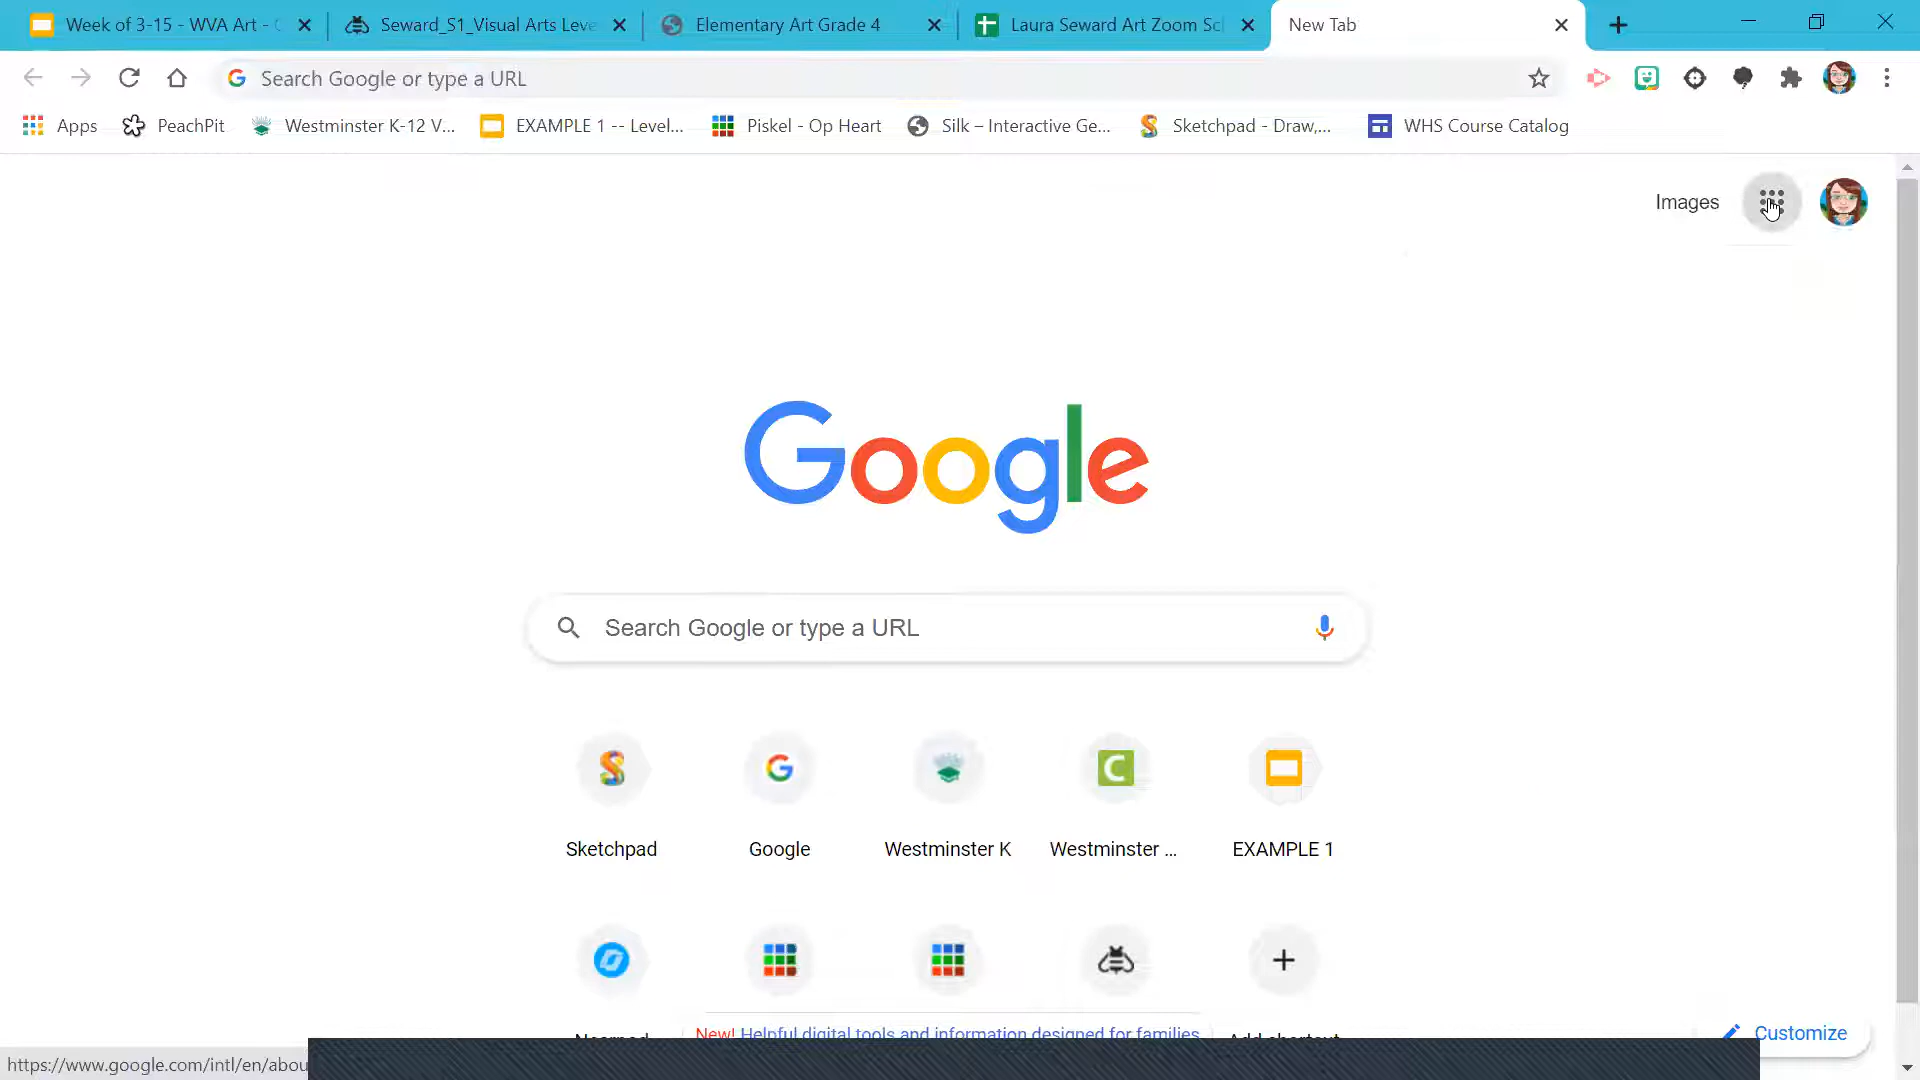 Week of 3-15 - WVA Art -
Seward_S1_Visual Arts Leve
Elementary Art Grade 4
Laura Seward Art Zoom Sc
New Tab
Search Google or type a URL
Apps
PeachPit
Westminster K-12 V...
EXAMPLE 1 -- Level...
Piskel - Op Heart
Silk – Interactive Ge...
Sketchpad - Draw,...
WHS Course Catalog
Images
Google
Search Google or type a URL
Sketchpad
Google
Westminster K
Westminster ...
EXAMPLE 1
Add shortcut
New! Helpful digital tools and information designed for families
Customize
https://www.google.com/intl/en/abou